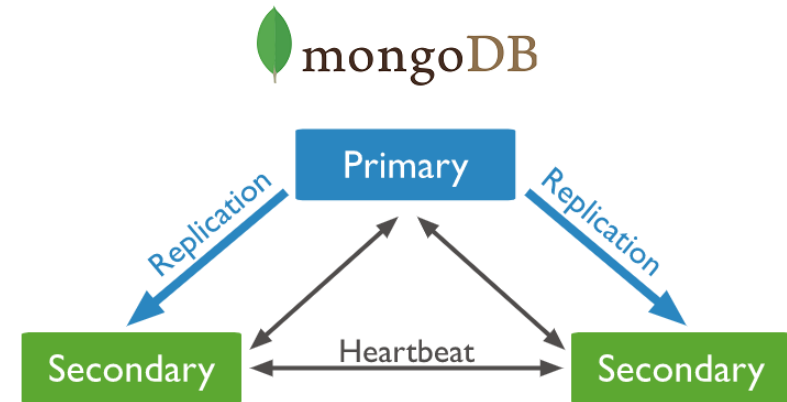 mongoDB
Primary
Replication
Replication
Heartbeat
Secondary
Secondary